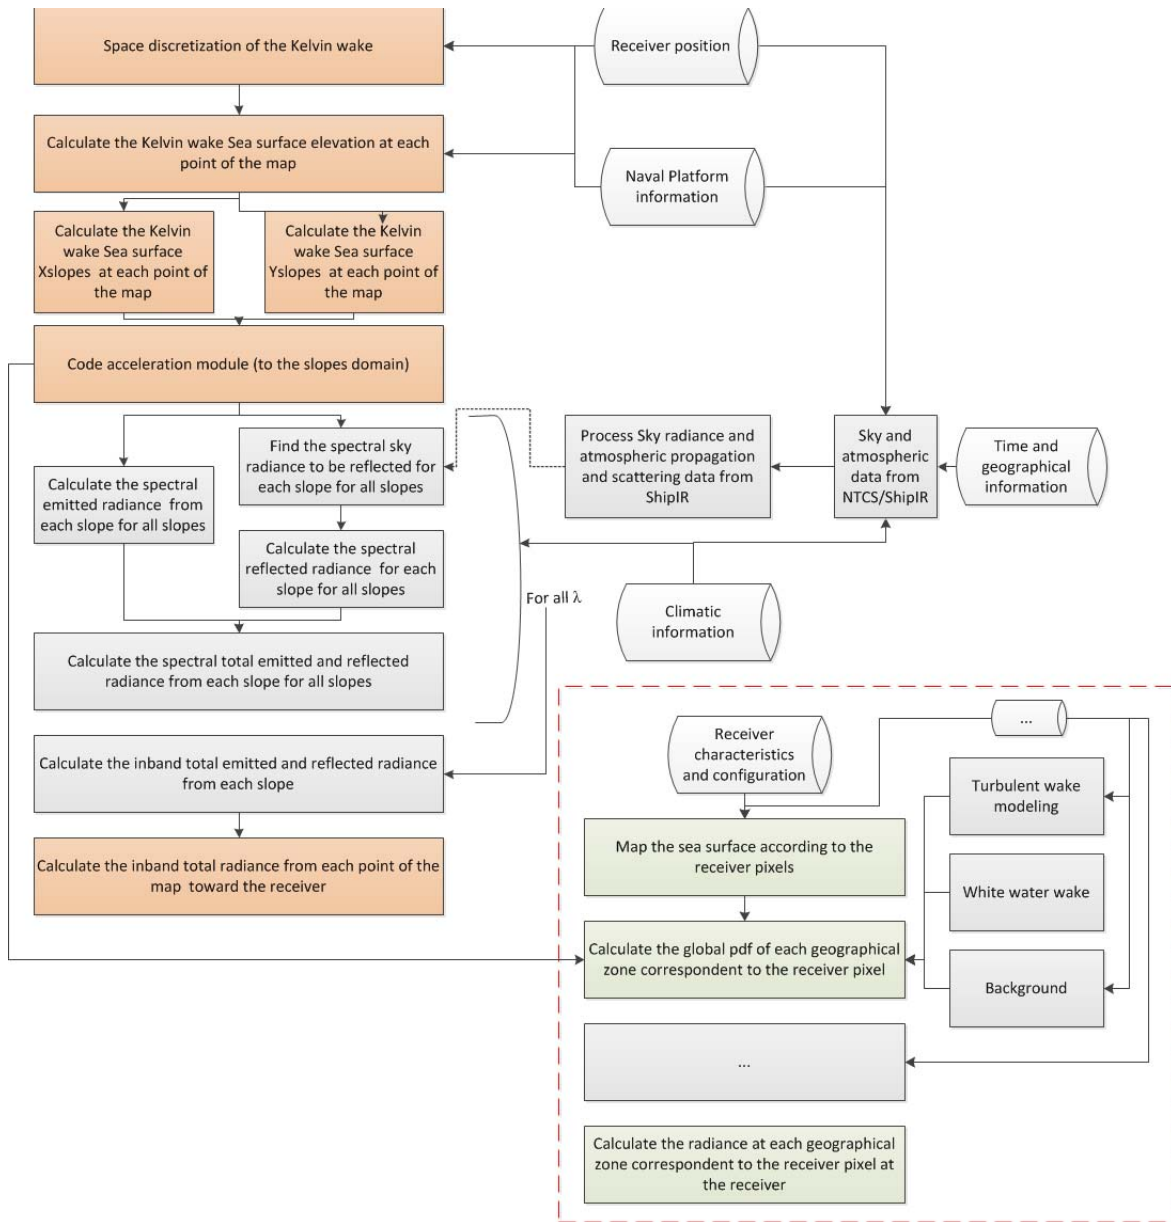 Space discretization of the Kelvin wake
Receiver position
Calculate the Kelvin wake Sea surface elevation at each
point of the map
Naval Platform
information
Calculate the Kelvin
wake Sea surface
Xslopes at each point of
the map
Calculate the Kelvin
wake Sea surface
Yslopes at each point of
the map
Code acceleration module (to the slopes domain)
Find the spectral sky
radiance to be reflected for
each slope for all slopes
Process Sky radiance and
atmospheric propagation
and scattering data from
ShipIR
Sky and
atmospheric
data from
NTCS/ShipIR
Time and
geographical
information
Calculate the spectral
emitted radiance from
each slope for all slopes
Calculate the spectral
reflected radiance for each
slope for all slopes
For all λ
Climatic
information
Calculate the spectral total emitted and reflected
radiance from each slope for all slopes
Calculate the inband total emitted and reflected radiance
from each slope
Calculate the inband total radiance from each point of the
map toward the receiver
...
Receiver
characteristics
and configuration
Turbulent wake
modeling
Map the sea surface according to the
receiver pixels
White water wake
Calculate the global pdf of each geographical
zone correspondent to the receiver pixel
Background
...
Calculate the radiance at each geographical
zone correspondent to the receiver pixel at
the receiver